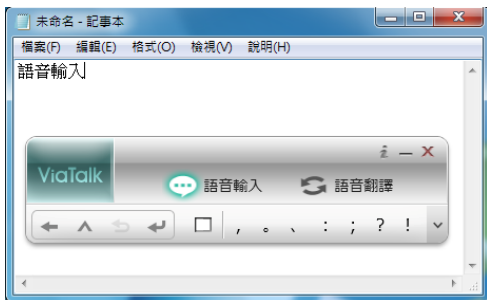 未命名 - 記事本
檔案(F) 編輯(E) 格式(O) 檢視(V) 說明(H)
語音輸入
ViaTalk
語音輸入 語音翻譯
, 。 、 : ; ? !